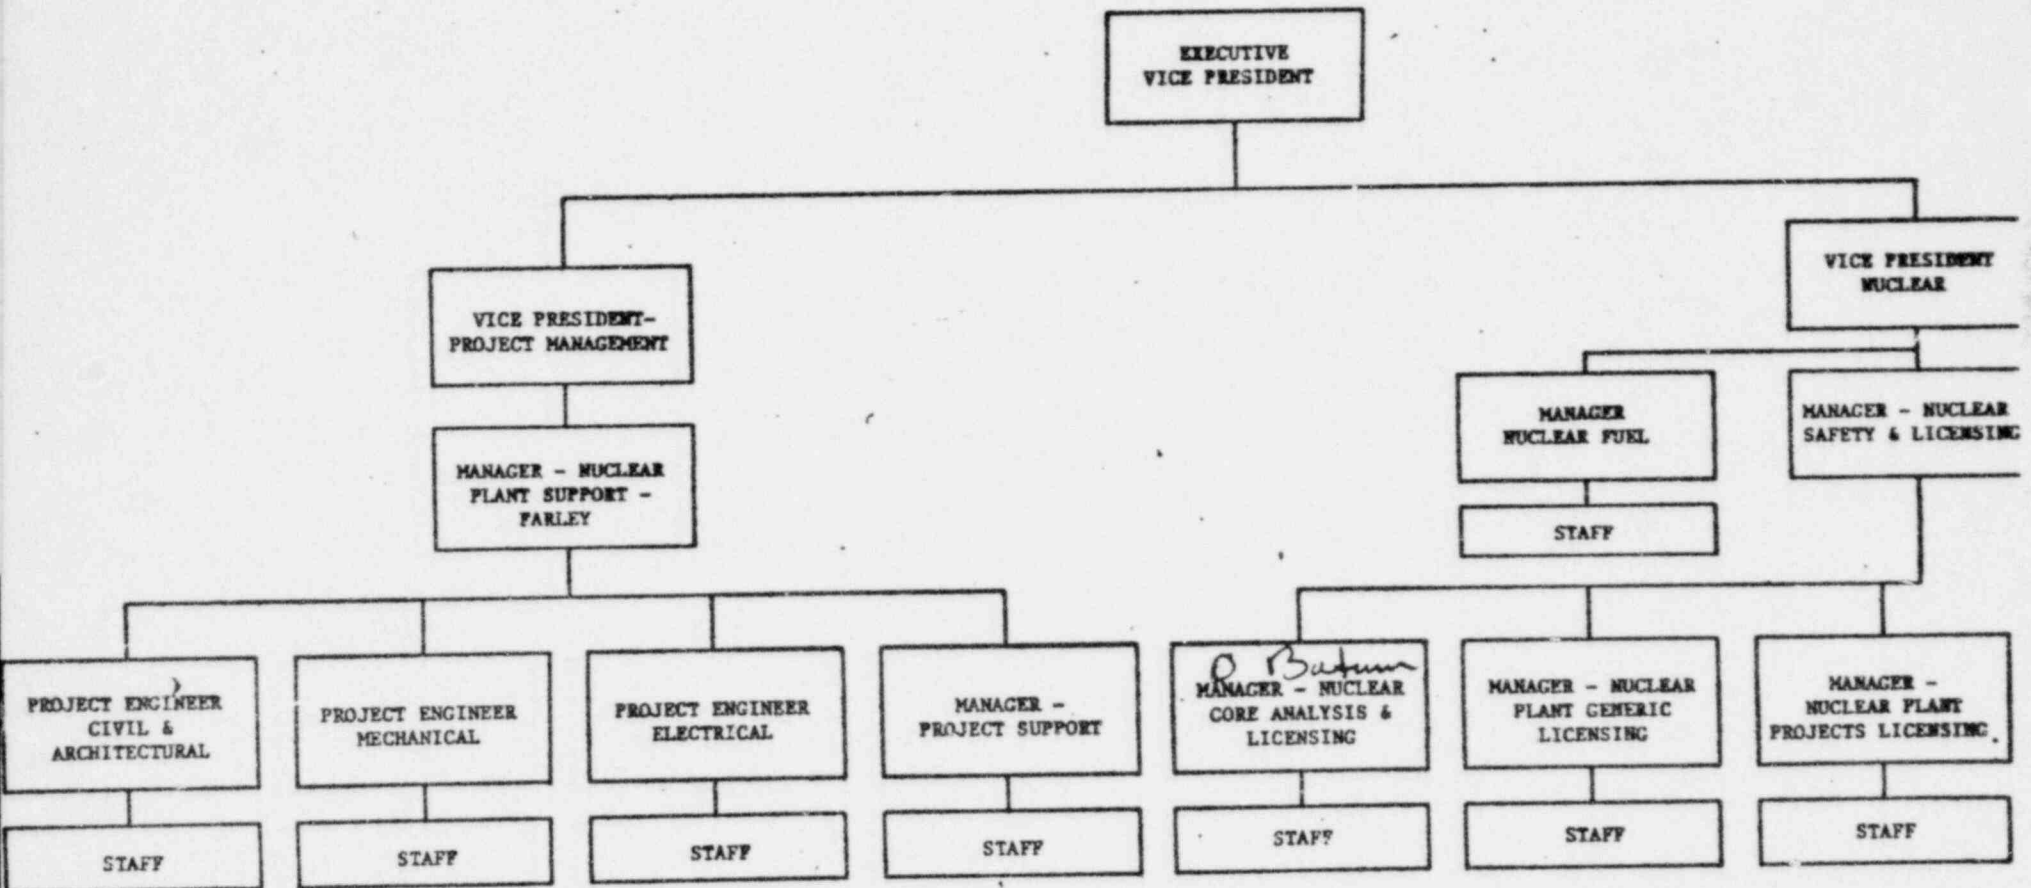 EXECUTIVE
VICE PRESIDENT
VICE PRESIDENT
NUCLEAR
VICE PRESIDENT-
PROJECT MANAGEMENT
MANAGER
NUCLEAR FUEL
MANAGER - NUCLEAR
SAFETY & LICENSING
MANAGER - NUCLEAR
PLANT SUPPORT -
FARLEY
STAFF
PROJECT ENGINEER
CIVIL &
ARCHITECTURAL
PROJECT ENGINEER
MECHANICAL
PROJECT ENGINEER
ELECTRICAL
MANAGER -
PROJECT SUPPORT
MANAGER - NUCLEAR
CORE ANALYSIS &
LICENSING
MANAGER - NUCLEAR
PLANT GENERIC
LICENSING
MANAGER -
NUCLEAR PLANT
PROJECTS LICENSING
STAFF
STAFF
STAFF
STAFF
STAFF
STAFF
STAFF